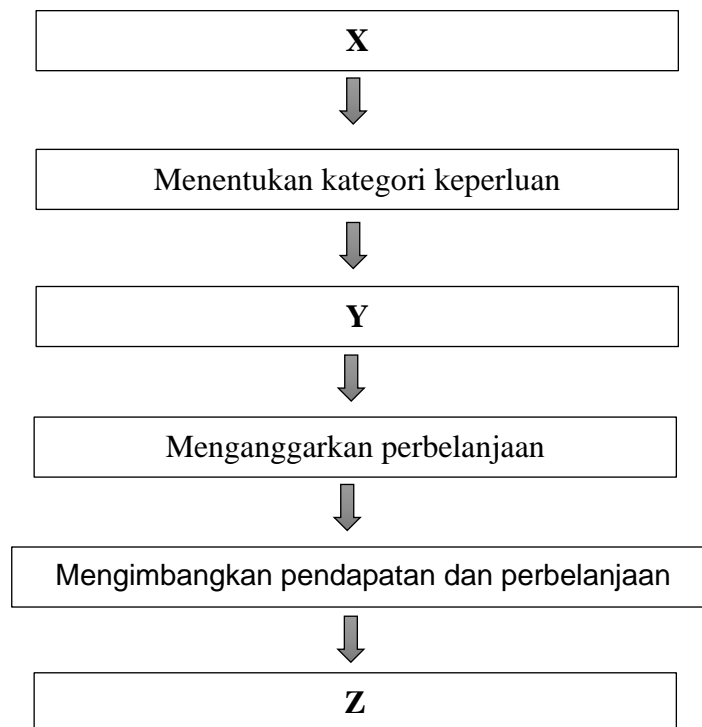 X
Menentukan kategori keperluan
Y
Menganggarkan perbelanjaan
Mengimbangkan pendapatan dan perbelanjaan
Z